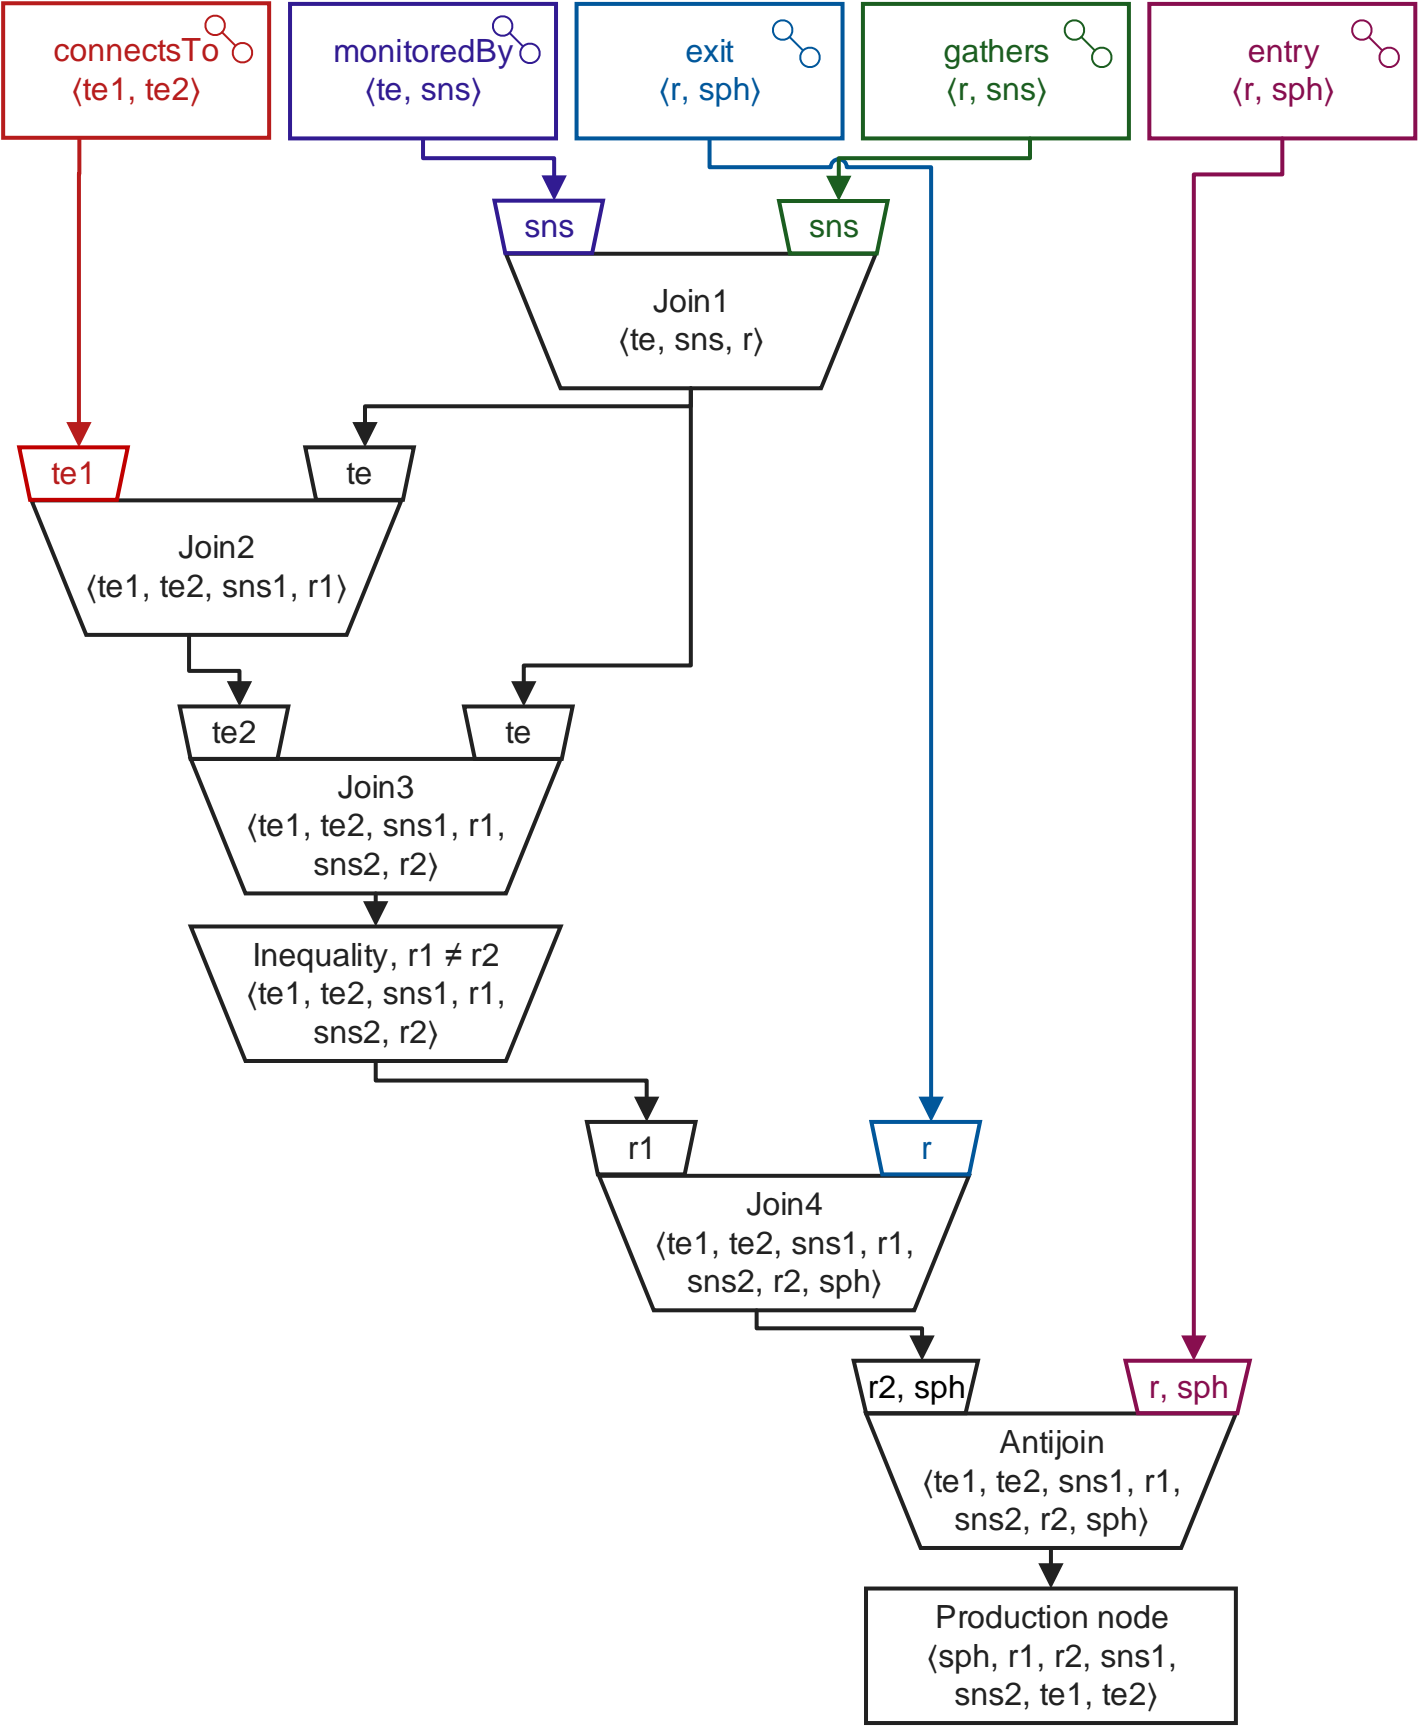 connectsTo
⟨te1, te2⟩
monitoredBy
⟨te, sns⟩
exit
⟨r, sph⟩
gathers
⟨r, sns⟩
entry
⟨r, sph⟩
sns
sns
Join1
⟨te, sns, r⟩
te1
te
Join2
⟨te1, te2, sns1, r1⟩
te2
te
Join3
⟨te1, te2, sns1, r1,
sns2, r2⟩
Inequality, r1 ≠ r2
⟨te1, te2, sns1, r1,
sns2, r2⟩
r1
r
Join4
⟨te1, te2, sns1, r1,
sns2, r2, sph⟩
r2, sph
r, sph
Antijoin
⟨te1, te2, sns1, r1,
sns2, r2, sph⟩
Production node
⟨sph, r1, r2, sns1,
sns2, te1, te2⟩